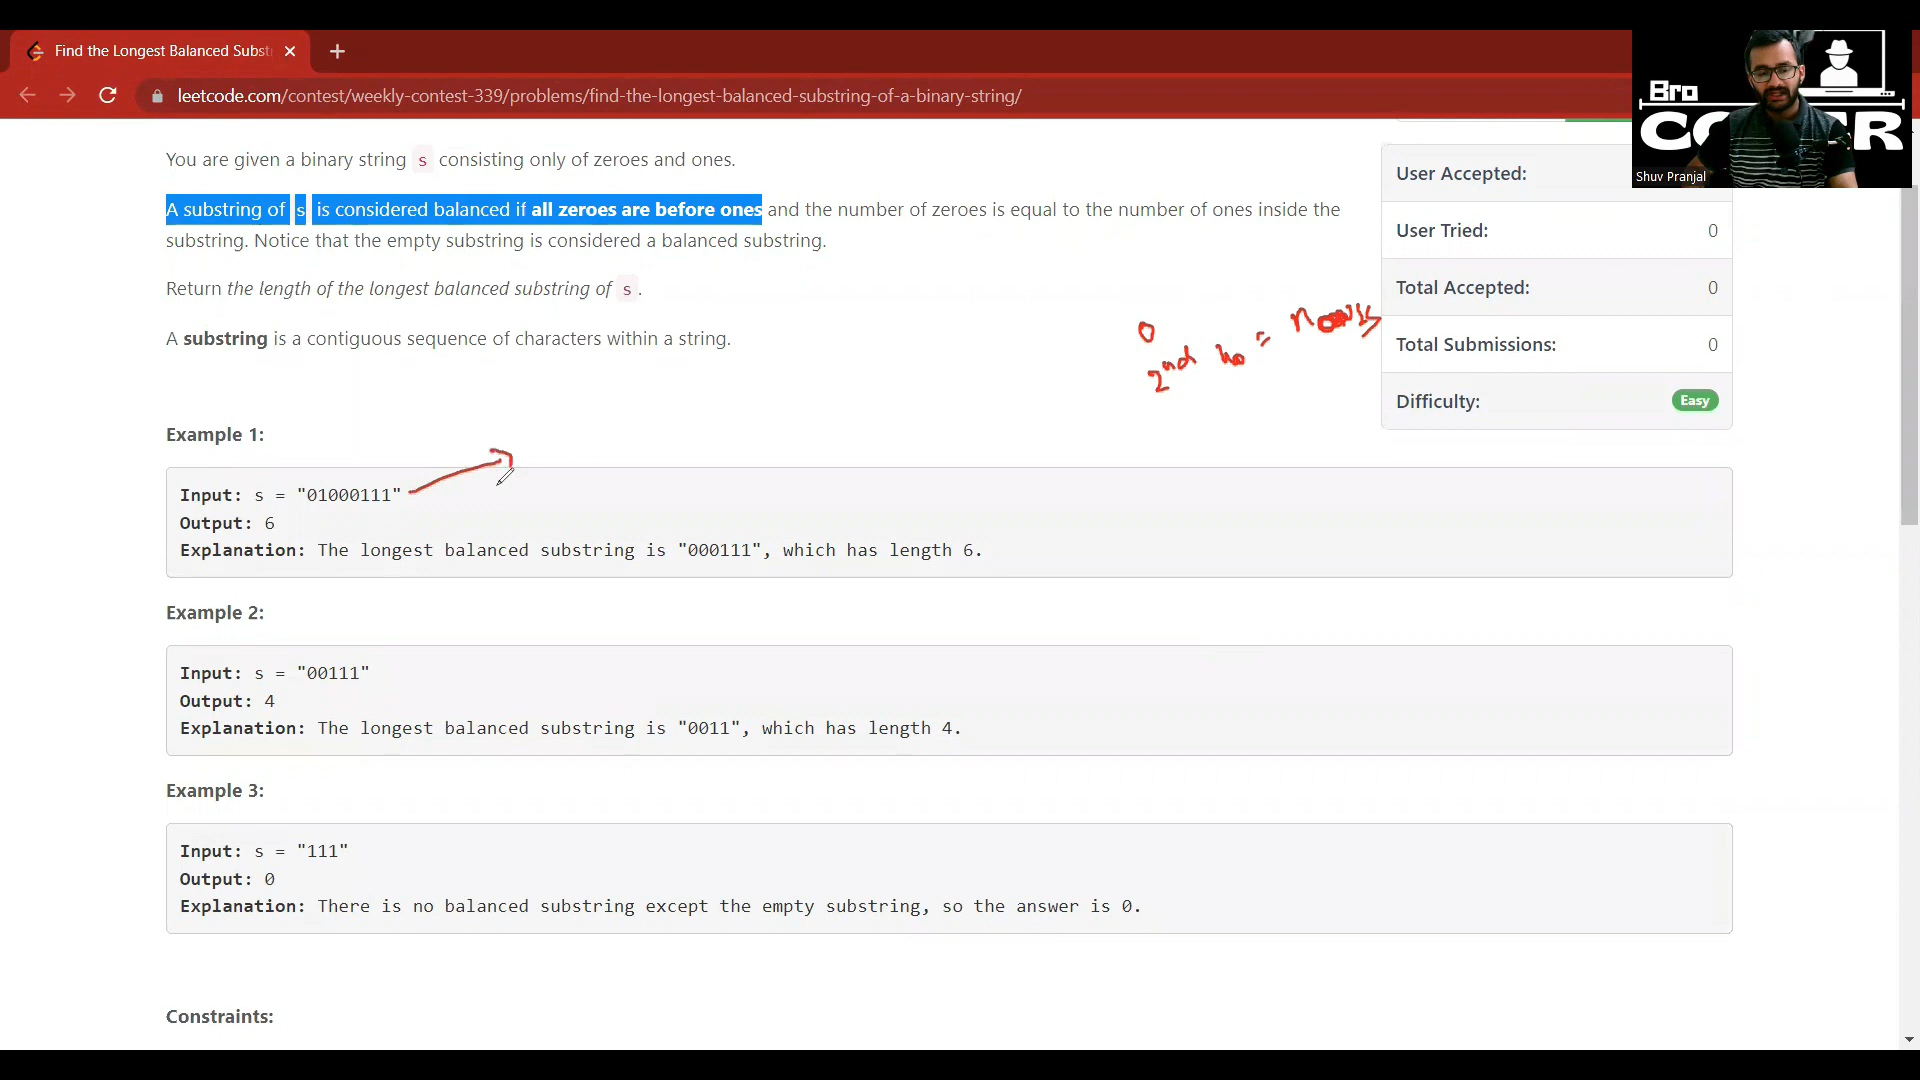 Find the Longest Balanced Subst
leetcode.com/contest/weekly-contest-339/problems/find-the-longest-balanced-substring-of-a-binary-string/
Bro
Shuv Pranjal
You are given a binary string s consisting only of zeroes and ones.
A substring of s is considered balanced if all zeroes are before ones and the number of zeroes is equal to the number of ones inside the
substring. Notice that the empty substring is considered a balanced substring.
Return the length of the longest balanced substring of s.
A substring is a contiguous sequence of characters within a string.
User Accepted:
User Tried: 0
Total Accepted: 0
Total Submissions: 0
Difficulty: Easy
0
2nd no =
Example 1:
Input: s = "01000111"
Output: 6
Explanation: The longest balanced substring is "000111", which has length 6.
Example 2:
Input: s = "00111"
Output: 4
Explanation: The longest balanced substring is "0011", which has length 4.
Example 3:
Input: s = "111"
Output: 0
Explanation: There is no balanced substring except the empty substring, so the answer is 0.
Constraints: